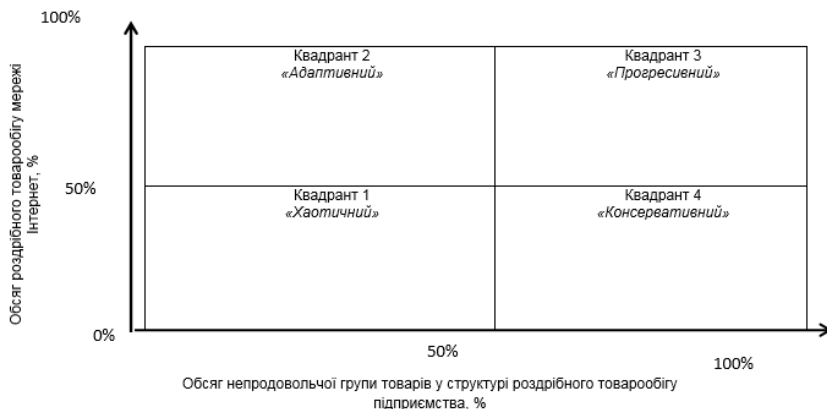 100%
Квадрант 2
«Адаптивний»
Квадрант 3
«Прогресивний»
Обсяг роздрібного товарообігу мережі
Інтернет, %
50%
Квадрант 1
«Хаотичний»
Квадрант 4
«Консервативний»
0%
50%
100%
Обсяг непродовольчої групи товарів у структурі роздрібного товарообігу
підприємства, %